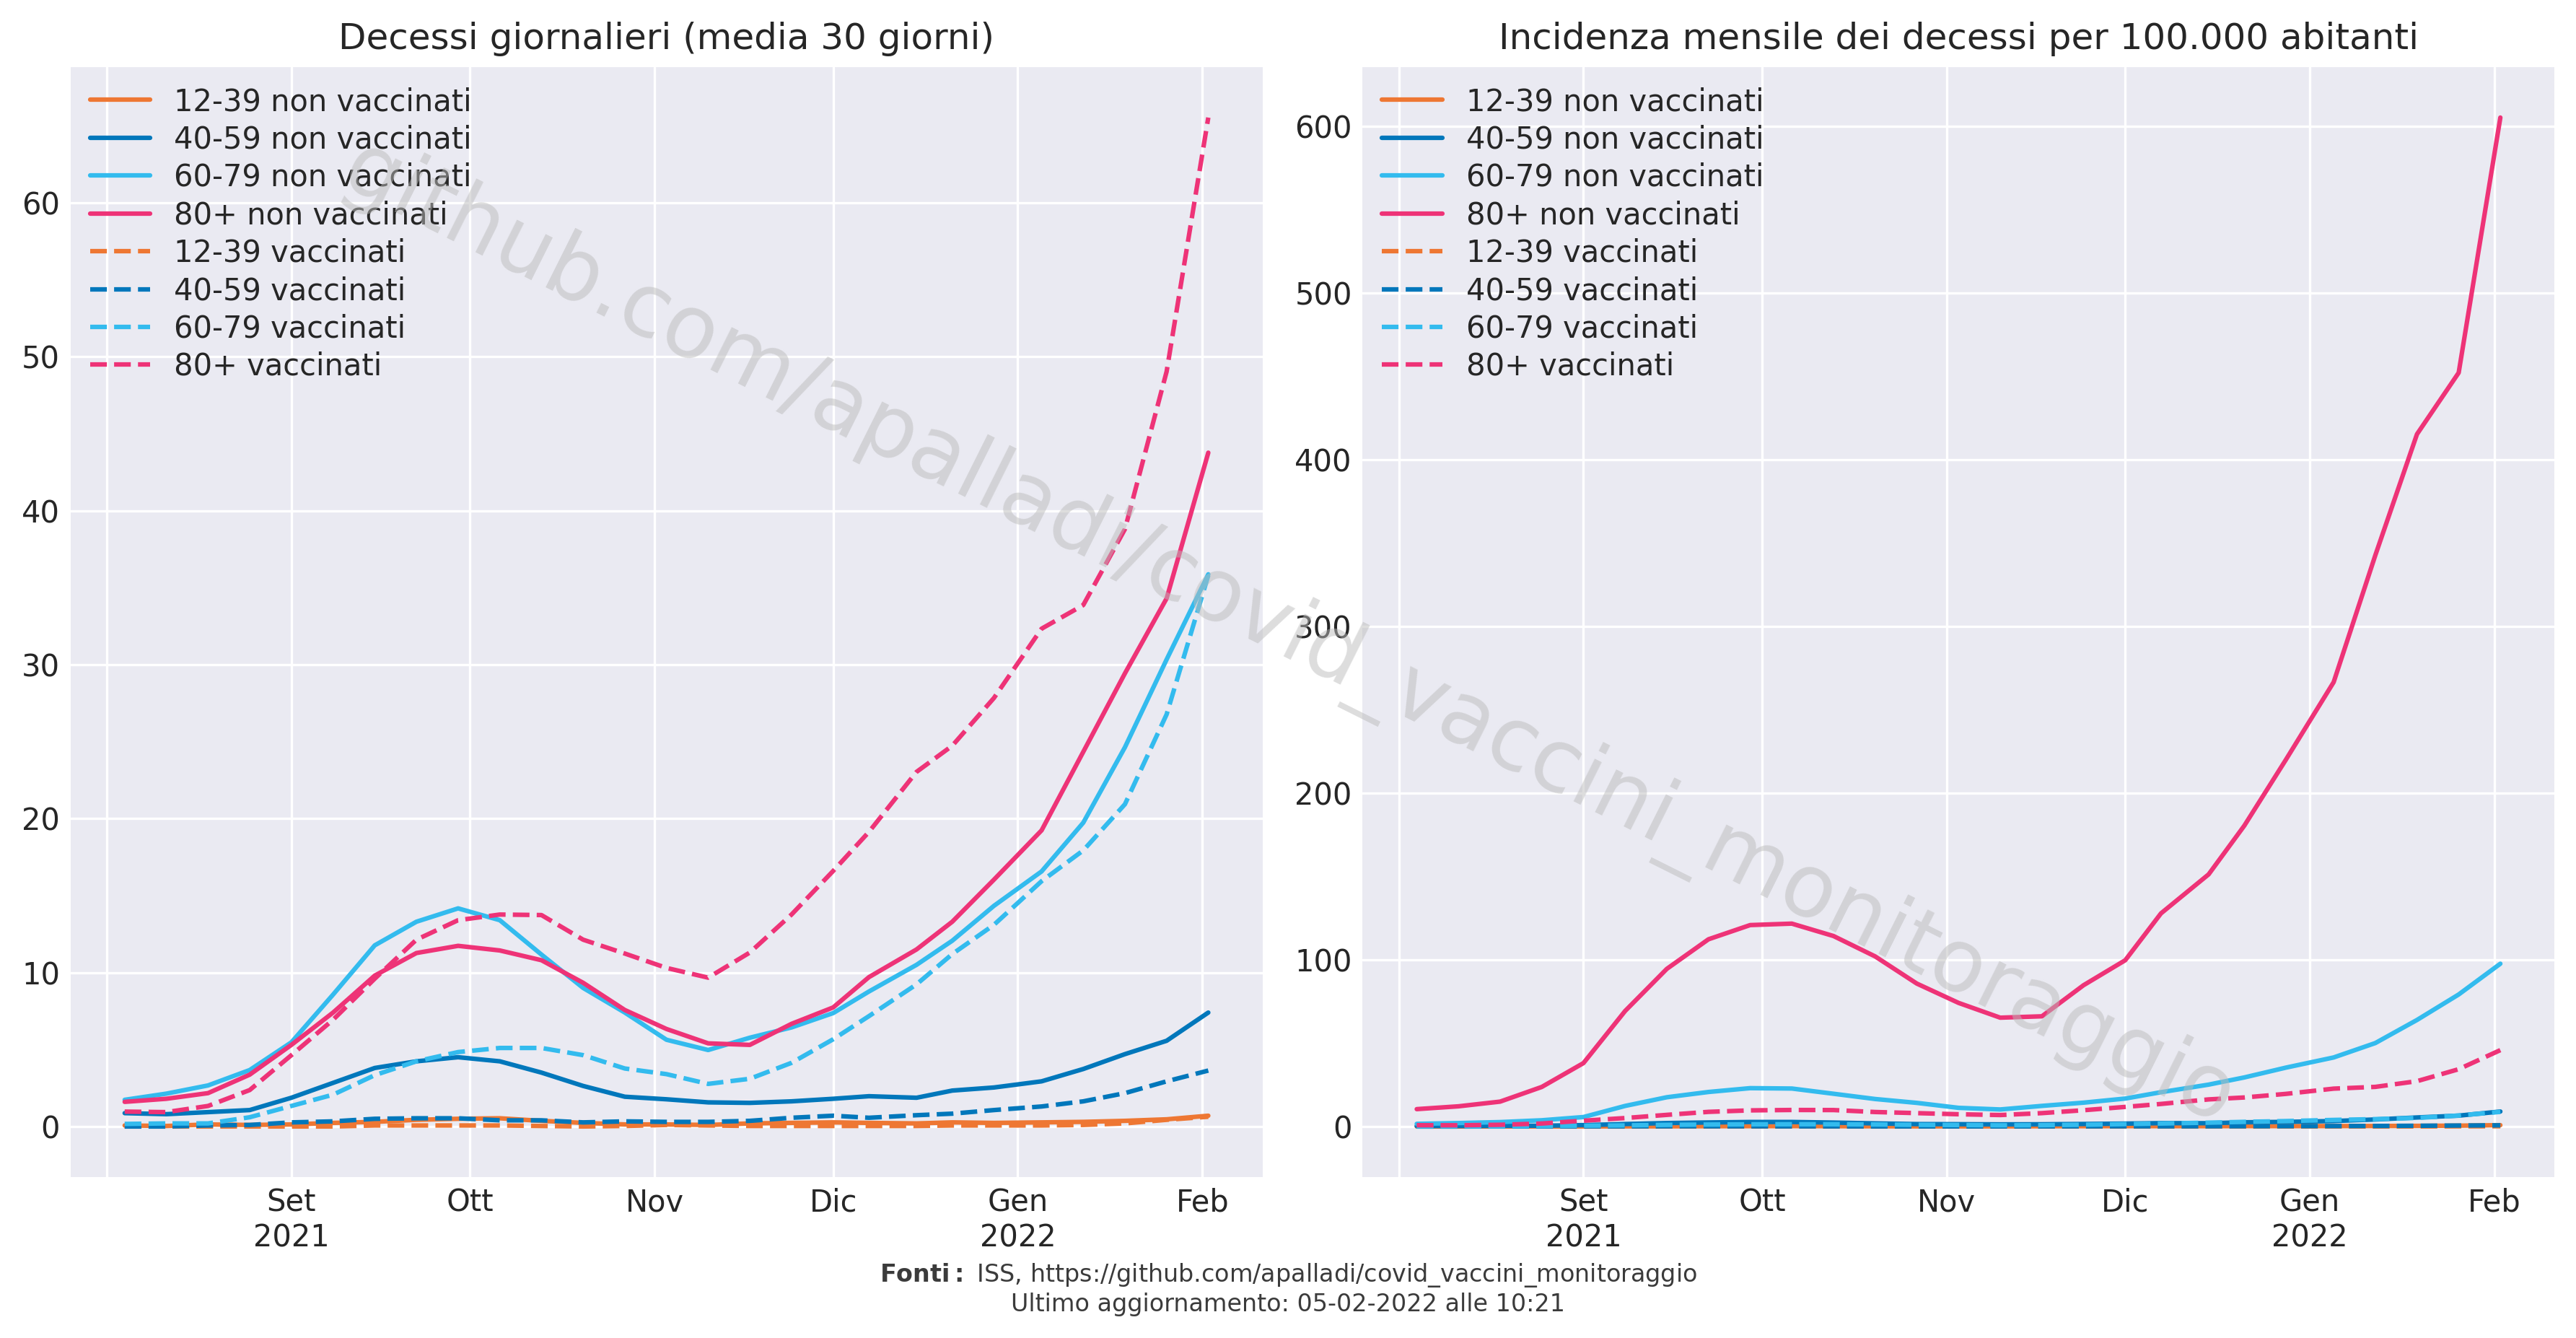 Decessi giornalieri (media 30 giorni)
12-39 non vaccinati
40-59 non vaccinati
60-79 non vaccinati
80+ non vaccinati
12-39 vaccinati
40-59 vaccinati
60-79 vaccinati
80+ vaccinati
60
50
40
30
20
10
0
Set
2021
Ott
Nov
Dic
Gen
2022
Feb
Incidenza mensile dei decessi per 100.000 abitanti
12-39 non vaccinati
40-59 non vaccinati
60-79 non vaccinati
80+ non vaccinati
12-39 vaccinati
40-59 vaccinati
60-79 vaccinati
80+ vaccinati
600
500
400
300
200
100
0
Set
2021
Ott
Nov
Dic
Gen
2022
Feb
github.com/apalladi/covid_vaccini_monitoraggio
Fonti: ISS, https://github.com/apalladi/covid_vaccini_monitoraggio
Ultimo aggiornamento: 05-02-2022 alle 10:21